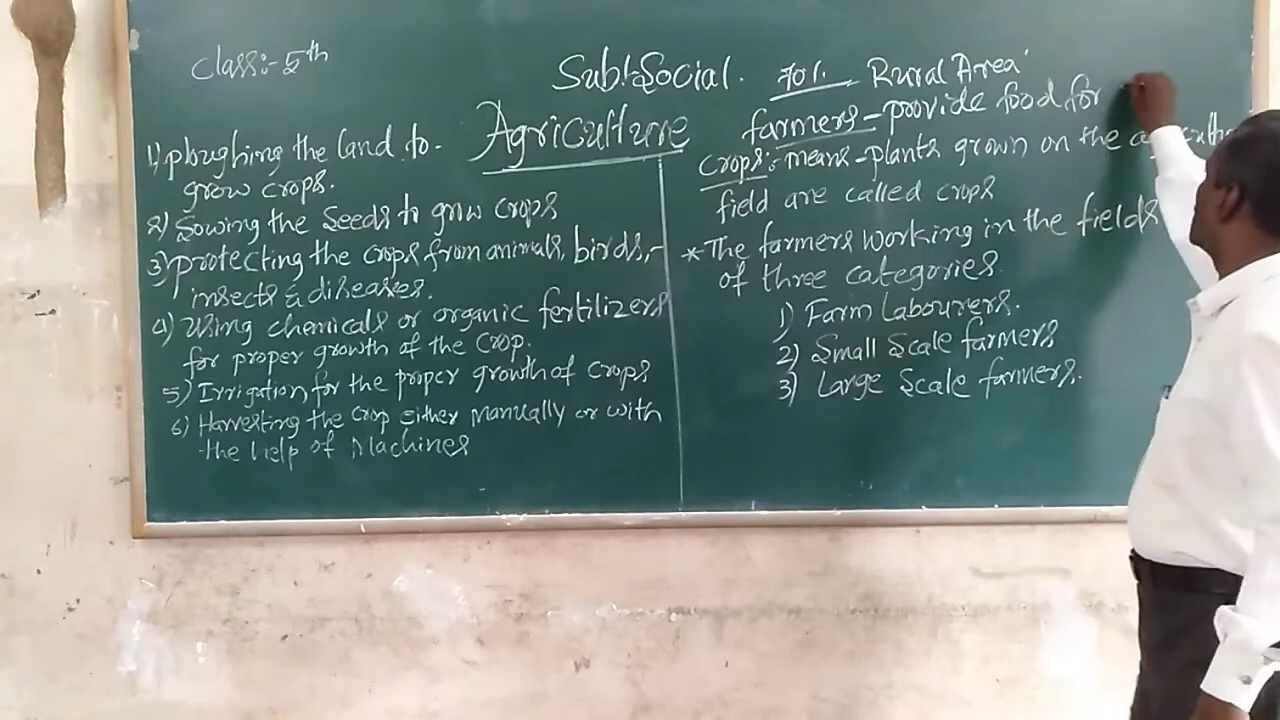 Class:- 5th
Sub:- Social.
Agriculture
1) ploughing the land to-
grow crops.
2) Sowing the Seeds to grow crops
3) protecting the crops from animals, birds,-
insects & diseases.
4) Using chemicals or organic fertilizers
for proper growth of the Crop.
5) Irrigation for the proper growth of crops
6) Harvesting the crop Either Manually or with
the help of Machines
70%. Rural Area
farmers-provide food for
crops:- means-plants grown on the
field are called crops
* The farmers working in the fields
of three categories.
1) Farm Labourers.
2) Small Scale farmers
3) Large Scale farmers.